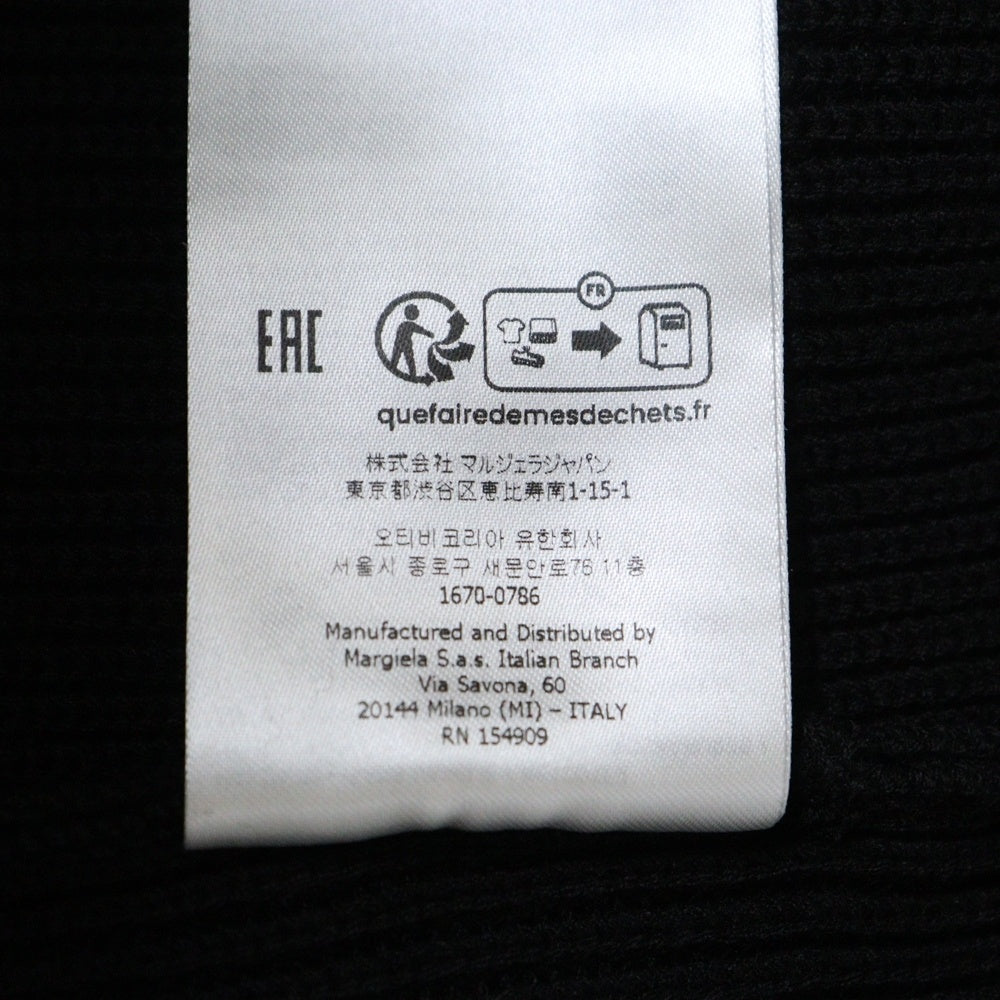 EAC
FR
quefairedemesdechets.fr
株式会社 マルジェラジャパン
東京都渋谷区恵比寿南1-15-1
오티비코리아 유한회사
서울시 종로구 새문안로76 11층
1670-0786
Manufactured and Distributed by
Margiela S.a.s. Italian Branch
Via Savona, 60
20144 Milano (MI) – ITALY
RN 154909